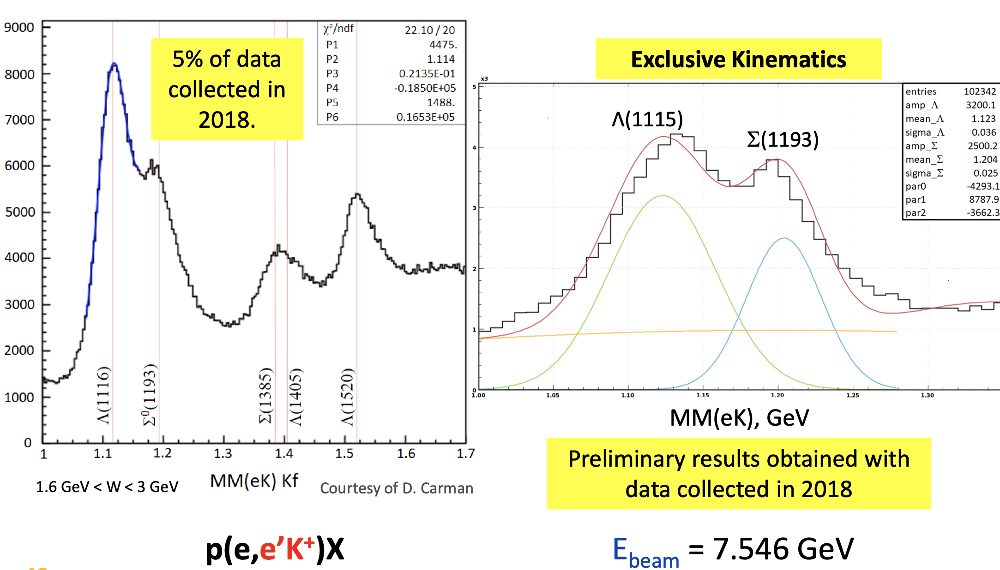 9000
8000
7000
6000
5000
4000
3000
2000
1000
0
1 1.1 1.2 1.3 1.4 1.5 1.6 1.7
5% of data
collected in
2018.
χ²/ndf 22.10 / 20
P1 4475.
P2 1.114
P3 0.2135E-01
P4 -0.1850E+05
P5 1488.
P6 0.1653E+05
Λ(1116)
Σ⁰(1193)
Σ(1385)
Λ(1405)
Λ(1520)
MM(eK) Kf
1.6 GeV < W < 3 GeV
Courtesy of D. Carman
p(e,e’K⁺)X
Exclusive Kinematics
x3
5
4
3
2
1
0
1.00 1.05 1.10 1.15 1.20 1.25 1.30
Λ(1115)
Σ(1193)
entries 102342
amp_Λ 3200.1
mean_Λ 1.123
sigma_Λ 0.036
amp_Σ 2500.2
mean_Σ 1.204
sigma_Σ 0.025
par0 -4293.1
par1 8787.9
par2 -3662.3
MM(eK), GeV
Preliminary results obtained with
data collected in 2018
E_beam = 7.546 GeV